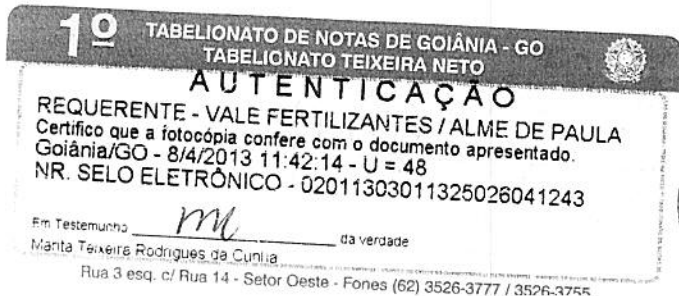 1º TABELIONATO DE NOTAS DE GOIÂNIA - GO
TABELIONATO TEIXEIRA NETO
AUTENTICAÇÃO
REQUERENTE - VALE FERTILIZANTES / ALME DE PAULA
Certifico que a fotocópia confere com o documento apresentado.
Goiânia/GO - 8/4/2013 11:42:14 - U = 48
NR. SELO ELETRÔNICO - 02011303011325026041243
Em Testemunho da verdade
Marita Teixeira Rodrigues da Cunha
Rua 3 esq. c/ Rua 14 - Setor Oeste - Fones (62) 3526-3777 / 3526-3755